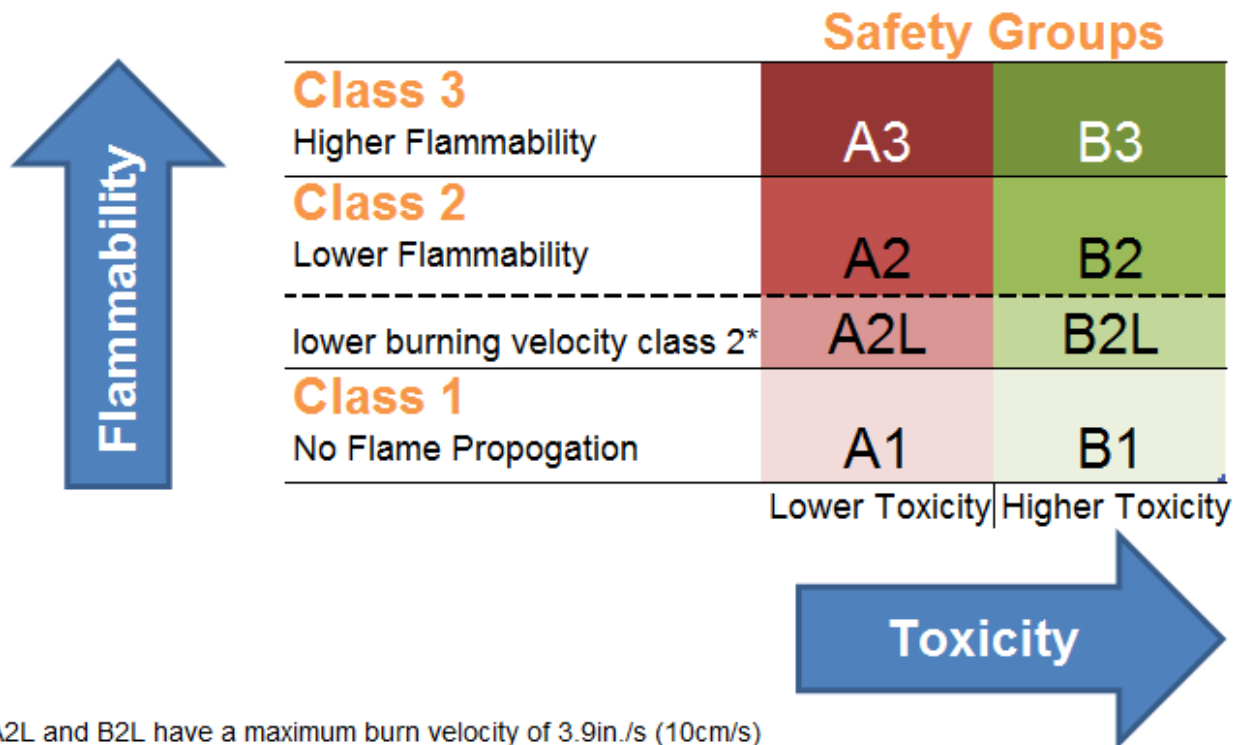 Safety Groups
Flammability
Class 3
Higher Flammability
A3
B3
Class 2
Lower Flammability
A2
B2
lower burning velocity class 2*
A2L
B2L
Class 1
No Flame Propogation
A1
B1
Lower Toxicity
Higher Toxicity
Toxicity
A2L and B2L have a maximum burn velocity of 3.9in./s (10cm/s)